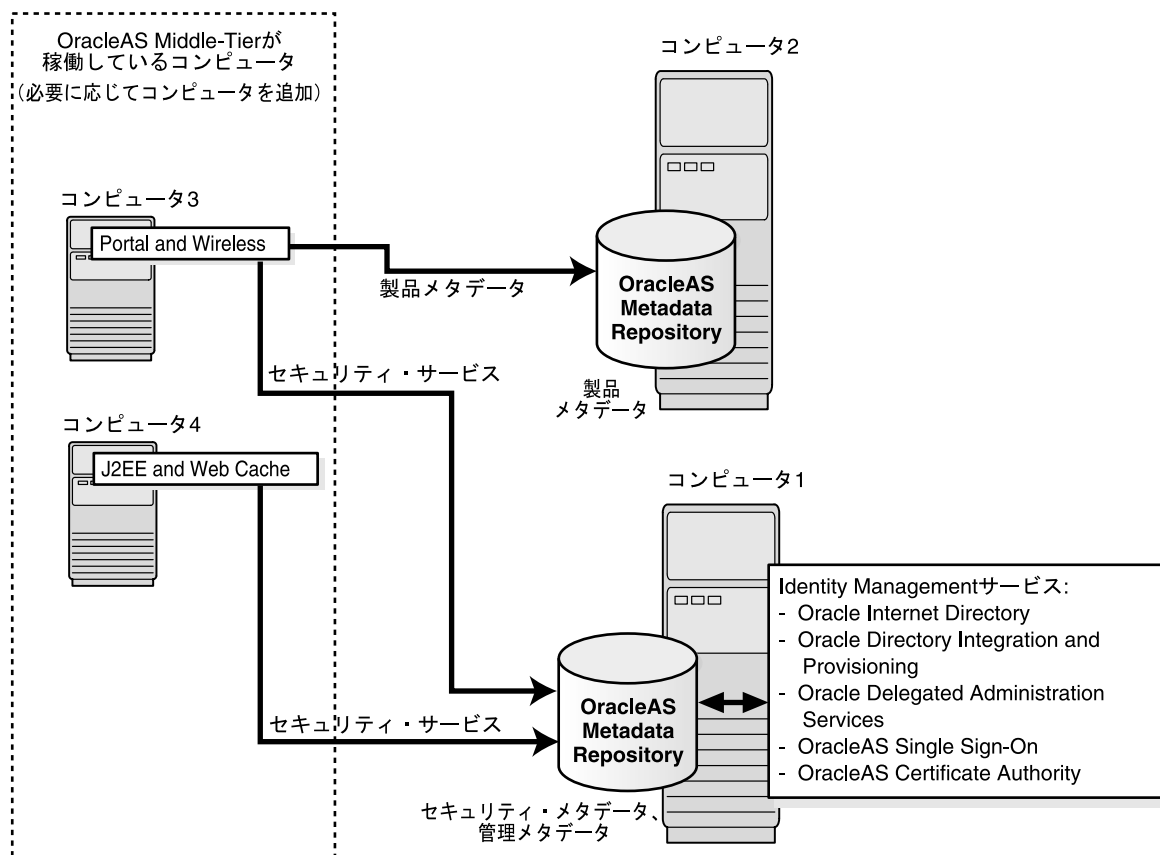 OracleAS Middle-Tierが
稼働しているコンピュータ
（必要に応じてコンピュータを追加）
コンピュータ2
コンピュータ3
Portal and Wireless
製品メタデータ
OracleAS
Metadata
Repository
製品
メタデータ
セキュリティ・サービス
コンピュータ4
J2EE and Web Cache
コンピュータ1
Identity Managementサービス:
- Oracle Internet Directory
- Oracle Directory Integration and
Provisioning
- Oracle Delegated Administration
Services
- OracleAS Single Sign-On
- OracleAS Certificate Authority
OracleAS
Metadata
Repository
セキュリティ・サービス
セキュリティ・メタデータ、
管理メタデータ